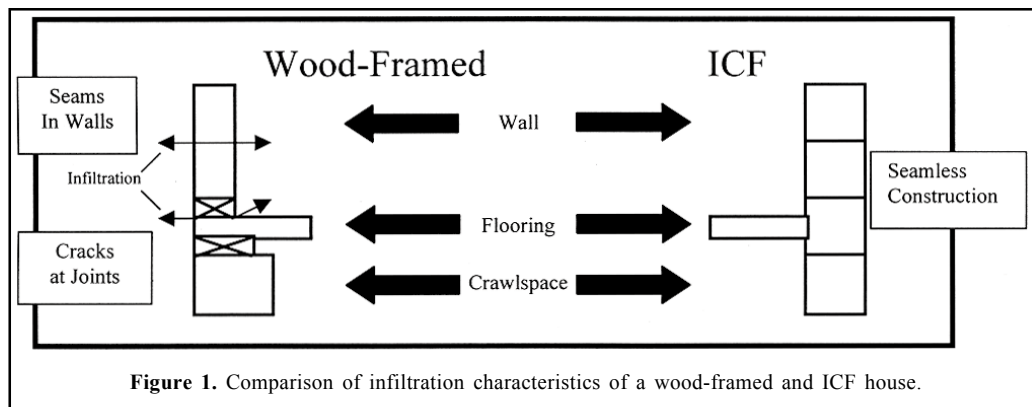 Wood-Framed
ICF
Seams
In Walls
Infiltration
Cracks
at Joints
Wall
Flooring
Crawlspace
Seamless
Construction
Figure 1. Comparison of infiltration characteristics of a wood-framed and ICF house.